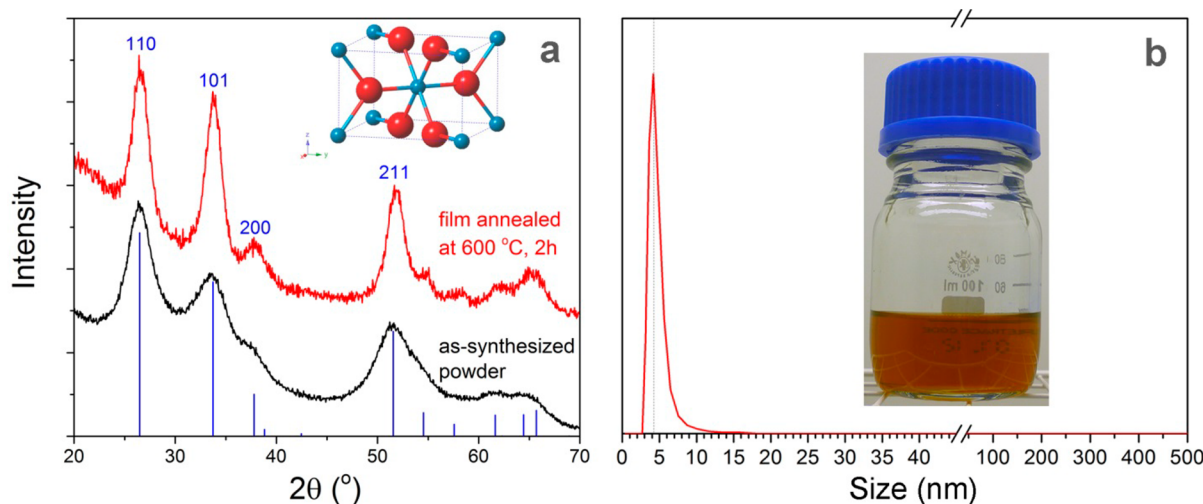 a
110
101
200
211
film annealed
at 600 °C, 2h
as-synthesized
powder
z
x
y
Intensity
20 30 40 50 60 70
2θ (°)
b
80
60
100 ml
0 5 10 15 20 25 30 35 40 100 200 300 400 500
Size (nm)